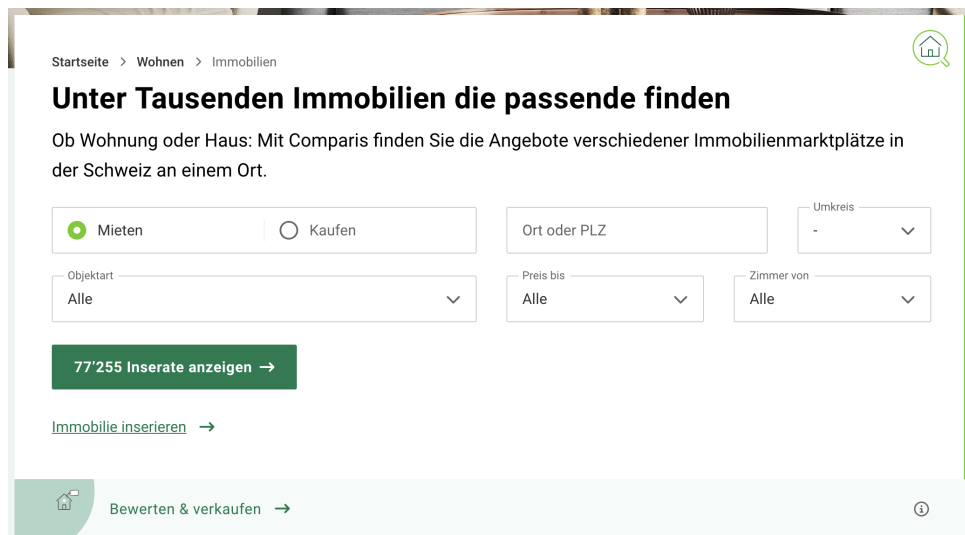 Startseite > Wohnen > Immobilien
Unter Tausenden Immobilien die passende finden
Ob Wohnung oder Haus: Mit Comparis finden Sie die Angebote verschiedener Immobilienmarktplätze in
der Schweiz an einem Ort.
Mieten
Kaufen
Ort oder PLZ
Umkreis
-
Objektart
Alle
Preis bis
Alle
Zimmer von
Alle
77’255 Inserate anzeigen →
Immobilie inserieren →
Bewerten & verkaufen →